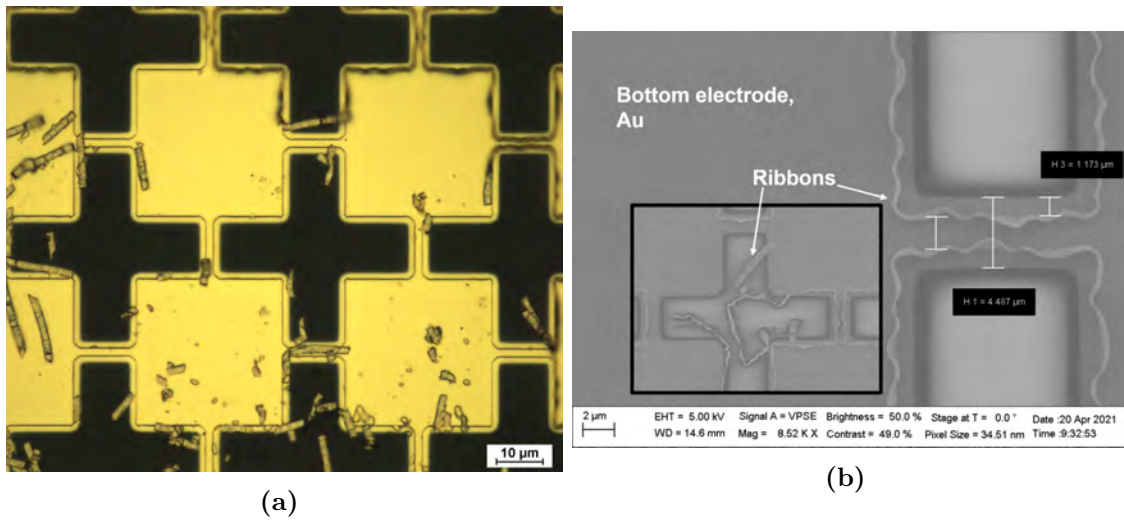 10 µm
(a)
Bottom electrode,
Au
Ribbons
H 3 = 1.173 µm
H 1 = 4.487 µm
2 µm
EHT = 5.00 kV Signal A = VPSE Brightness = 50.0 % Stage at T = 0.0 ° Date :20 Apr 2021
WD = 14.6 mm Mag = 8.52 K X Contrast = 49.0 % Pixel Size = 34.51 nm Time :9:32:53
(b)